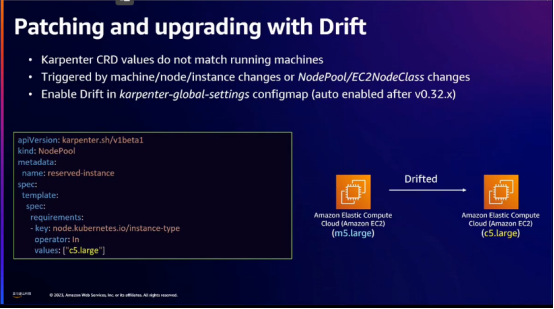 Patching and upgrading with Drift
• Karpenter CRD values do not match running machines
• Triggered by machine/node/instance changes or NodePool/EC2NodeClass changes
• Enable Drift in karpenter-global-settings configmap (auto enabled after v0.32.x)
apiVersion: karpenter.sh/v1beta1
kind: NodePool
metadata:
name: reserved-instance
spec:
template:
spec:
requirements:
- key: node.kubernetes.io/instance-type
operator: In
values: ["c5.large"]
Drifted
Amazon Elastic Compute
Cloud (Amazon EC2)
(m5.large)
Amazon Elastic Compute
Cloud (Amazon EC2)
(c5.large)
© 2023, Amazon Web Services, Inc. or its affiliates. All rights reserved.